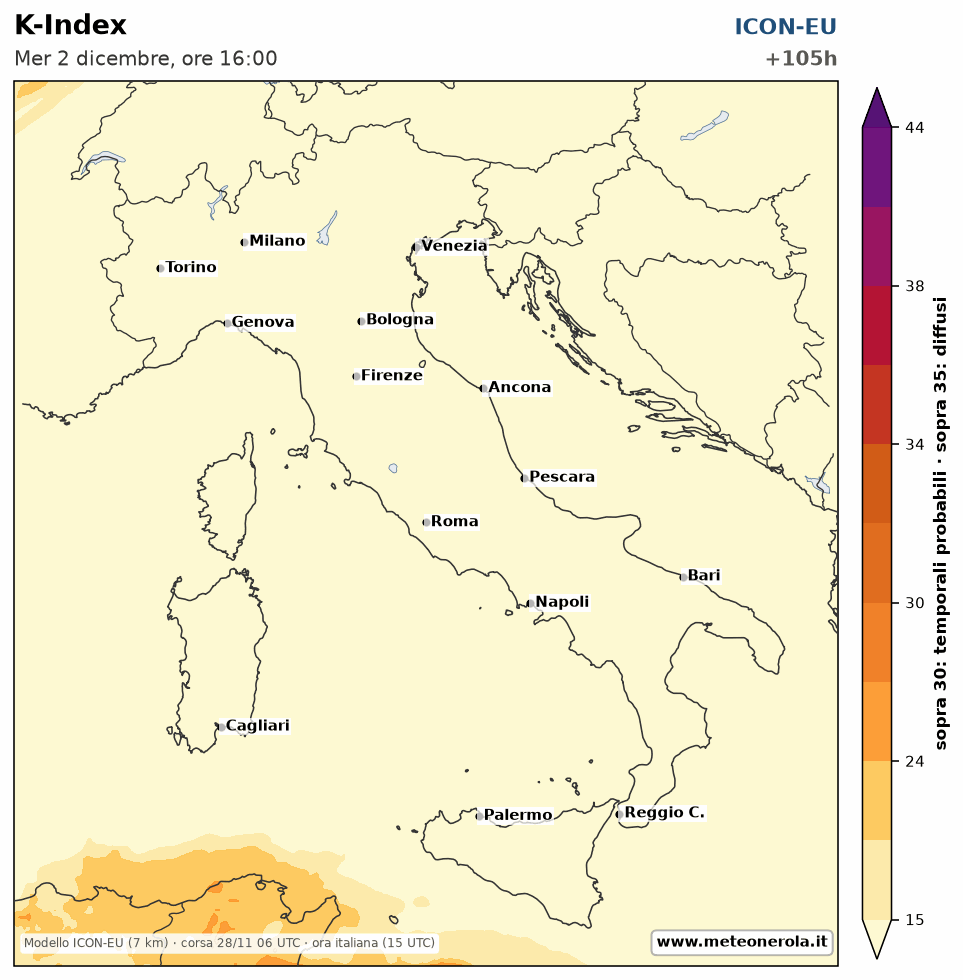 K-Index
ICON-EU
Mer 2 dicembre, ore 16:00
+105h
Milano
Venezia
Torino
Genova
Bologna
Firenze
Ancona
Pescara
Roma
Bari
Napoli
Cagliari
Palermo
Reggio C.
44
38
34
30
24
15
sopra 30: temporali probabili · sopra 35: diffusi
Modello ICON-EU (7 km) · corsa 28/11 06 UTC · ora italiana (15 UTC)
www.meteonerola.it